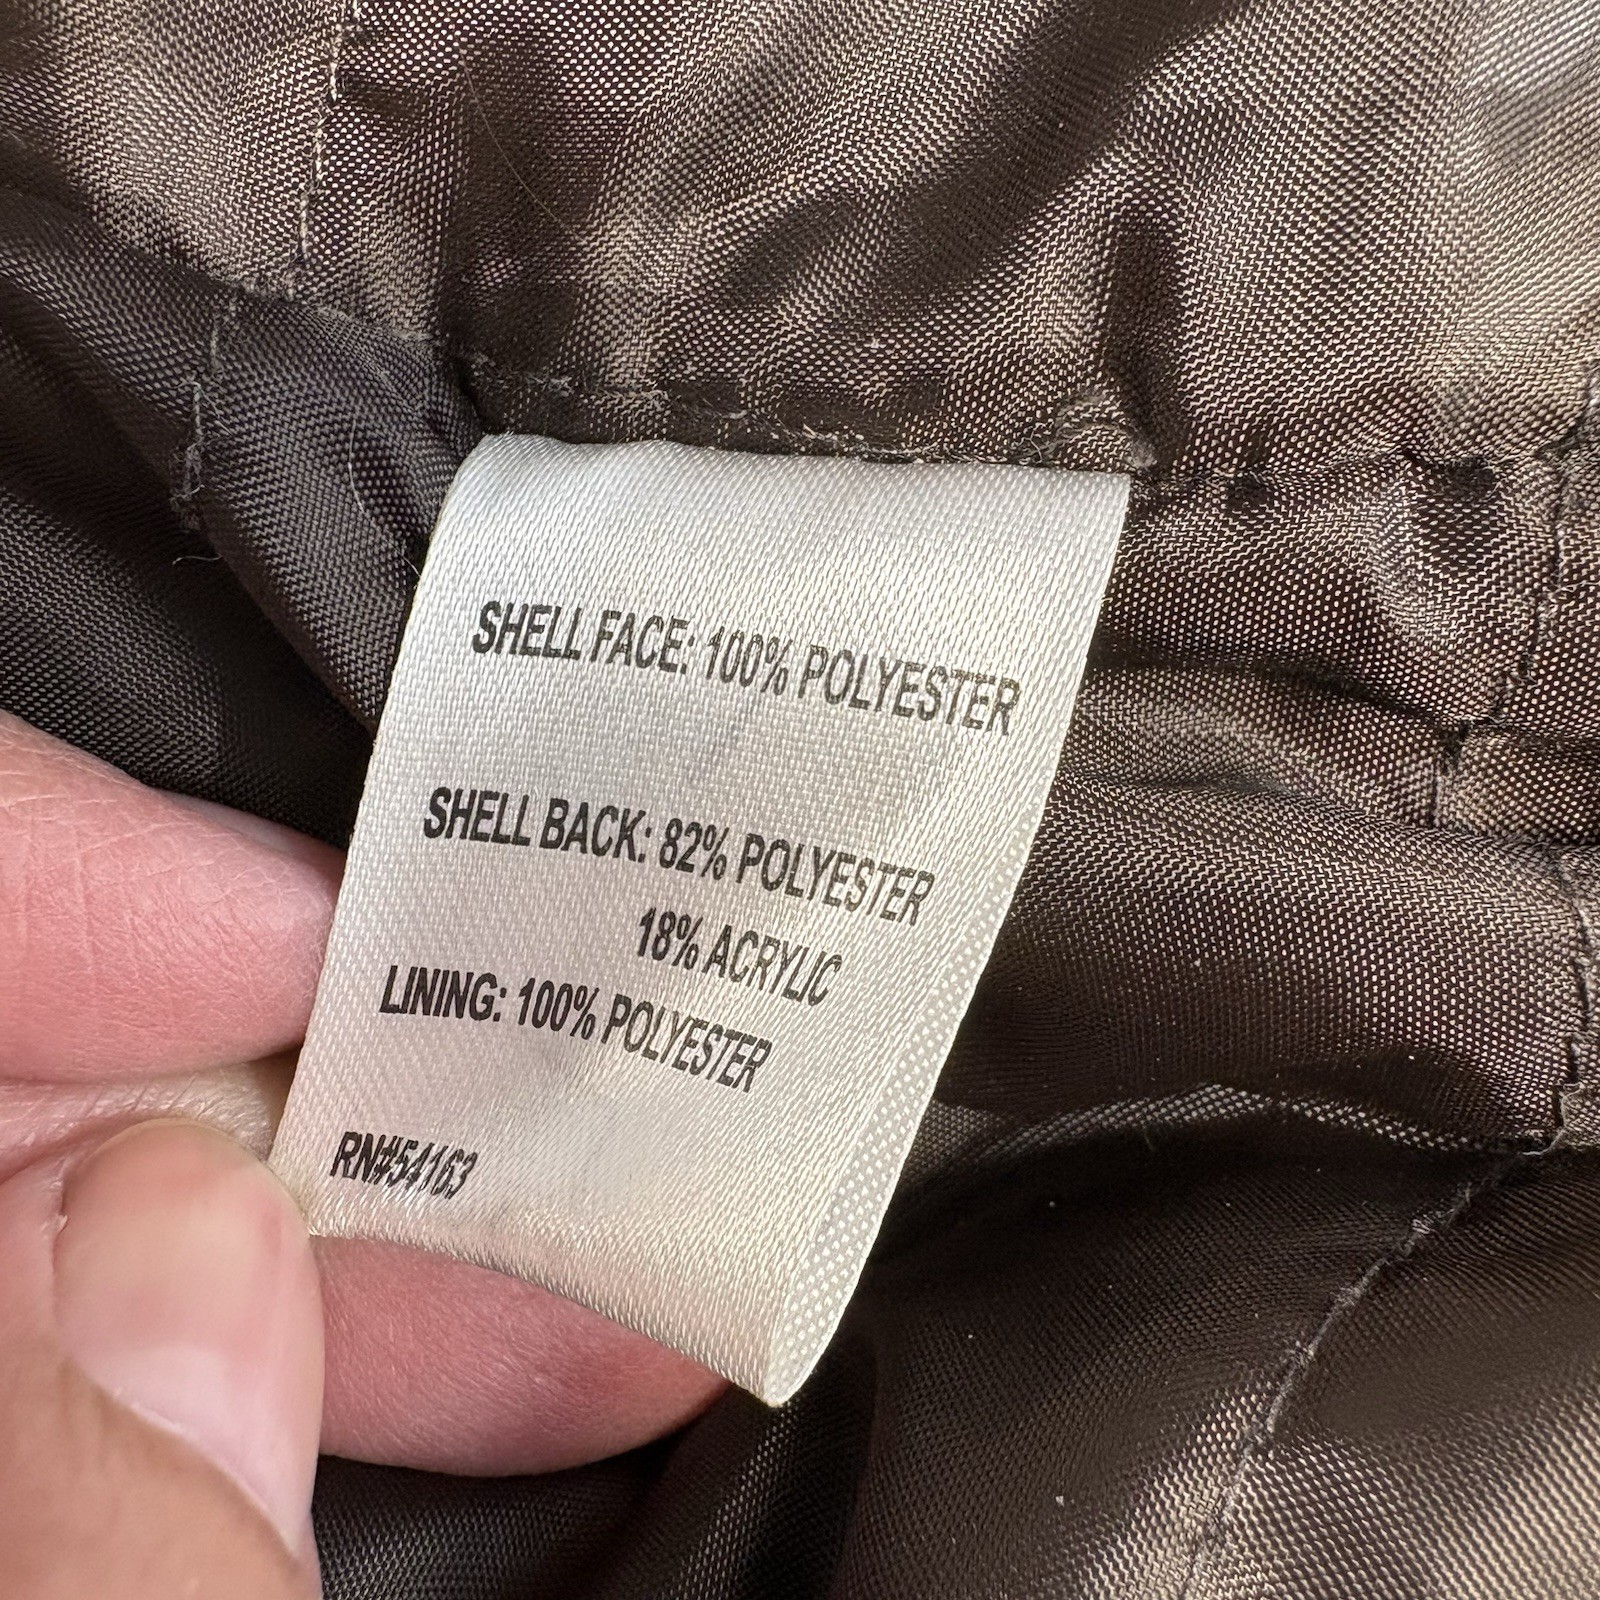 SHELL FACE: 100% POLYESTER
SHELL BACK: 82% POLYESTER
18% ACRYLIC
LINING: 100% POLYESTER
RN#54163